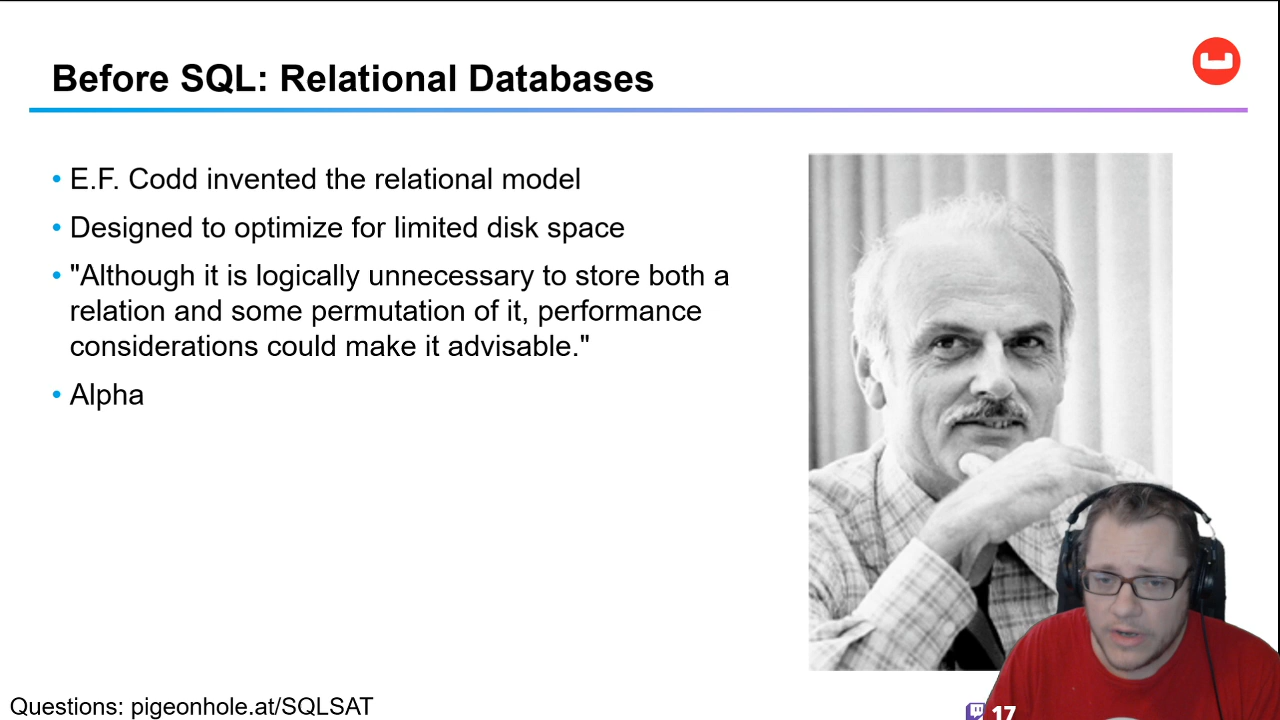 Before SQL: Relational Databases
• E.F. Codd invented the relational model
• Designed to optimize for limited disk space
• "Although it is logically unnecessary to store both a
relation and some permutation of it, performance
considerations could make it advisable."
• Alpha
Questions: pigeonhole.at/SQLSAT
17